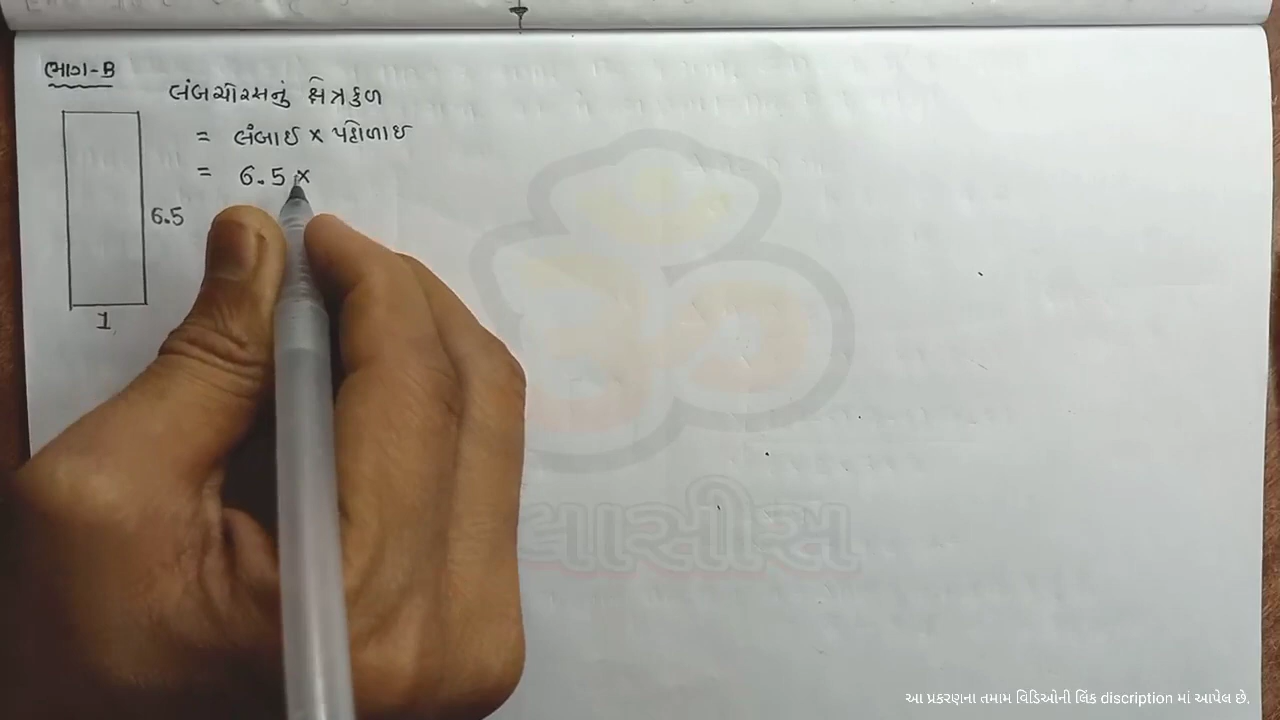 ભાગ-B
લંબચોરસનું ક્ષેત્રફળ
= લંબાઈ × પહોળાઈ
= 6.5 ×
6.5
1
ક્લાસીસ
આ પ્રકરણના તમામ વિડિઓની લિંક discription માં આપેલ છે.